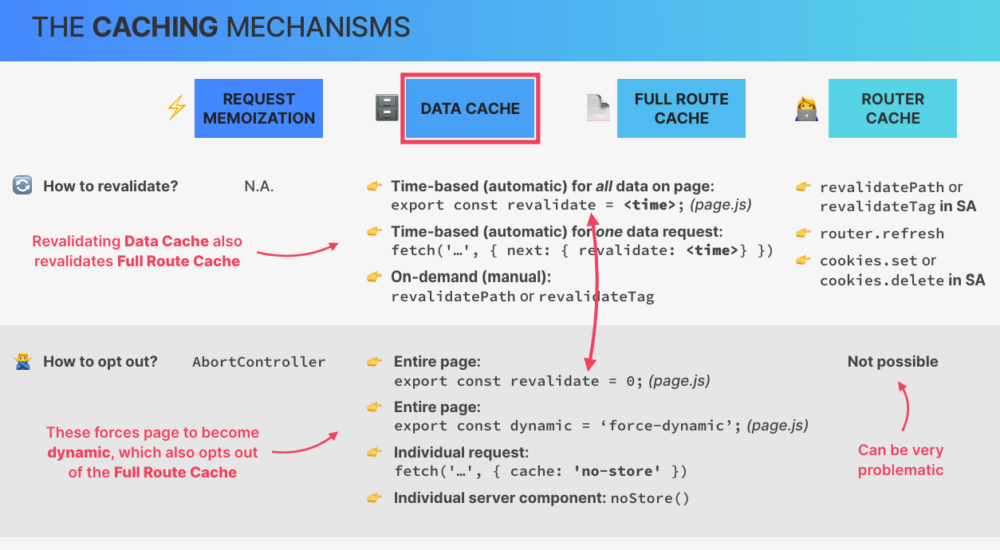 THE CACHING MECHANISMS
REQUEST
MEMOIZATION
DATA CACHE
FULL ROUTE
CACHE
ROUTER
CACHE
How to revalidate?
N.A.
Revalidating Data Cache also
revalidates Full Route Cache
Time-based (automatic) for all data on page:
export const revalidate = <time>; (page.js)
Time-based (automatic) for one data request:
fetch('…', { next: { revalidate: <time>} })
On-demand (manual):
revalidatePath or revalidateTag
revalidatePath or
revalidateTag in SA
router.refresh
cookies.set or
cookies.delete in SA
How to opt out?
AbortController
These forces page to become
dynamic, which also opts out
of the Full Route Cache
Entire page:
export const revalidate = 0; (page.js)
Entire page:
export const dynamic = ‘force-dynamic’; (page.js)
Individual request:
fetch('…', { cache: 'no-store' })
Individual server component: noStore()
Not possible
Can be very
problematic